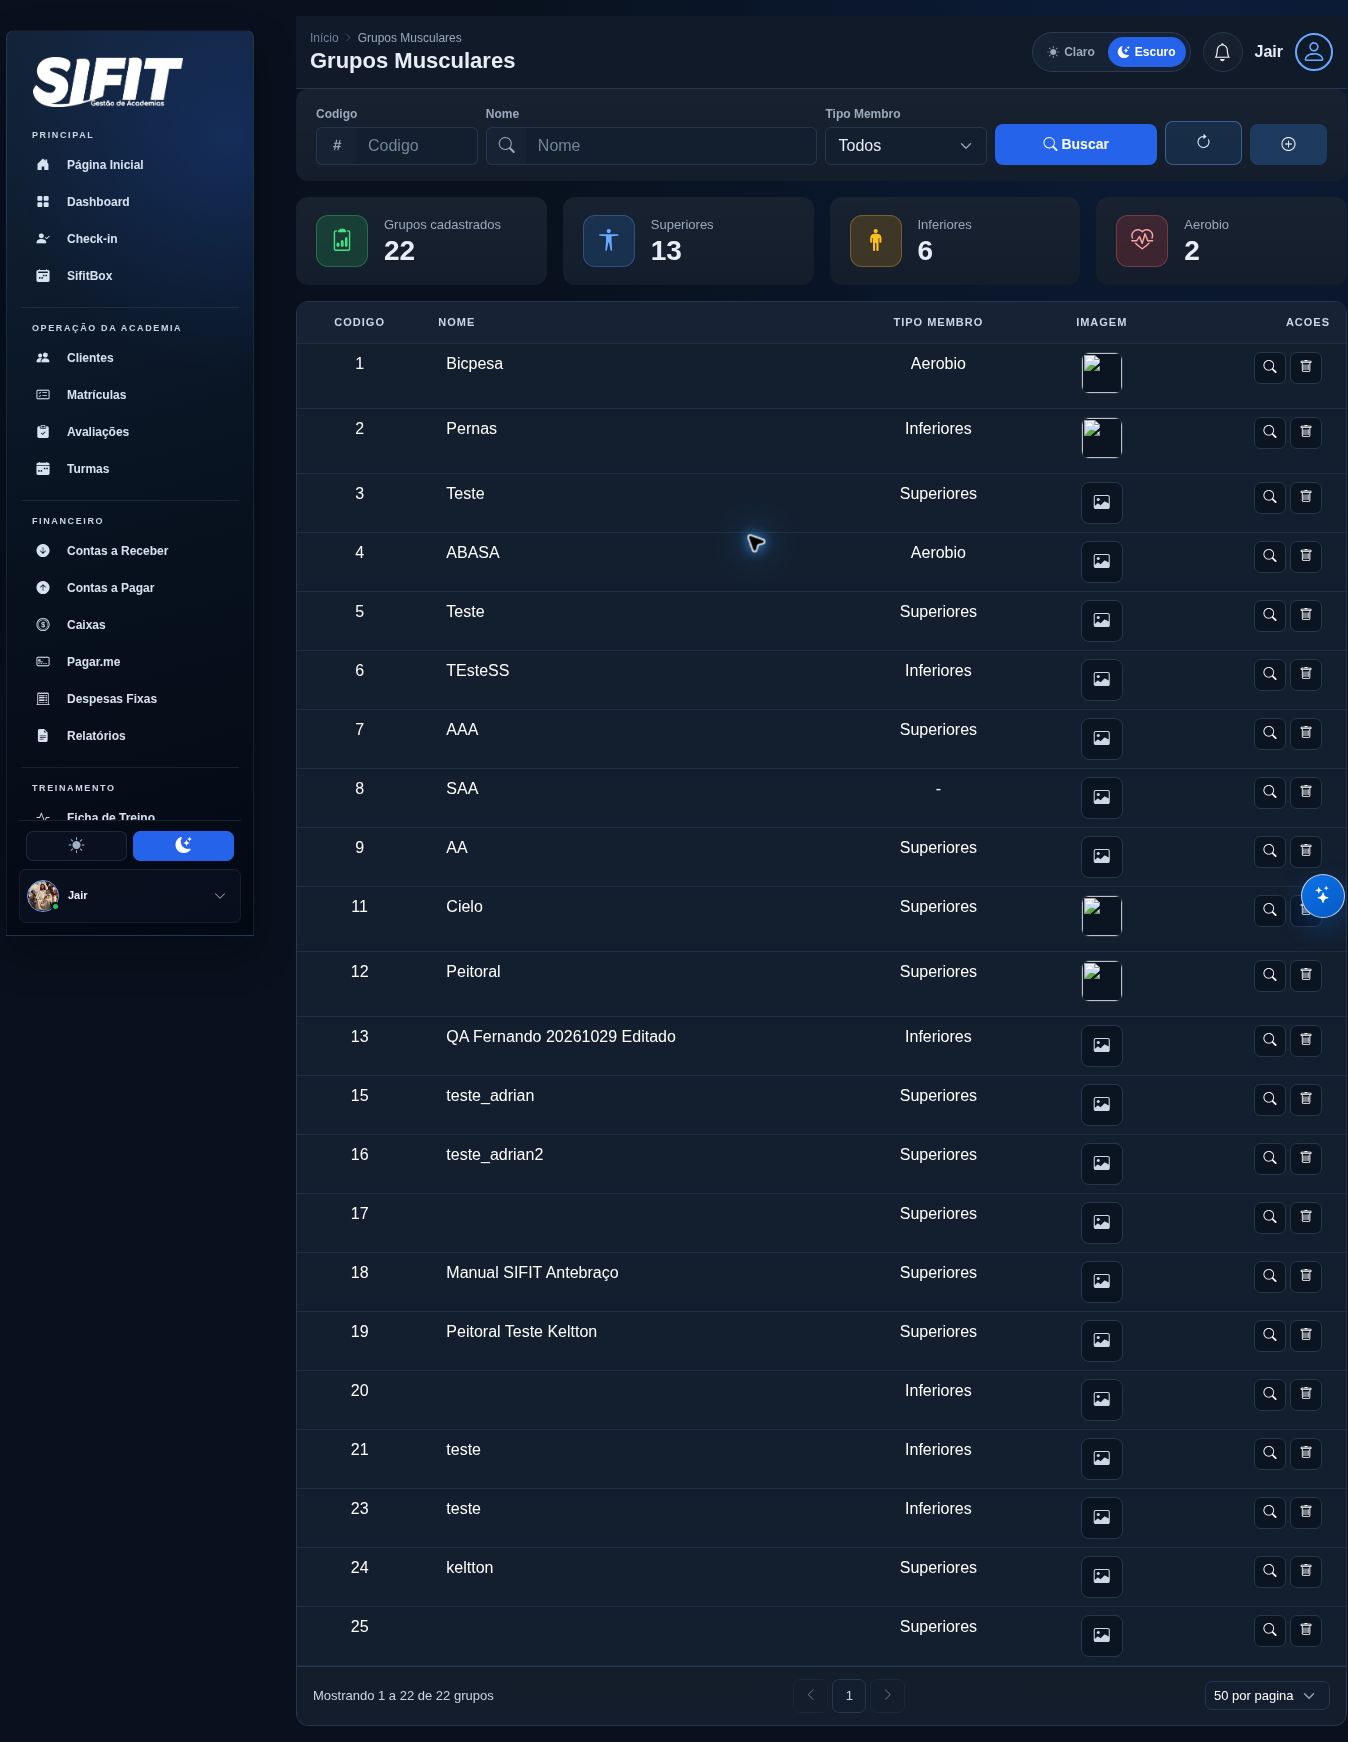 SIFIT
Gestão de Academias
PRINCIPAL
Página Inicial
Dashboard
Check-in
SifitBox
OPERAÇÃO DA ACADEMIA
Clientes
Matrículas
Avaliações
Turmas
FINANCEIRO
Contas a Receber
Contas a Pagar
Caixas
Pagar.me
Despesas Fixas
Relatórios
TREINAMENTO
Ficha de Treino
Jair
Início > Grupos Musculares
Grupos Musculares
Claro Escuro Jair
Codigo Nome Tipo Membro
# Codigo Nome Todos Buscar
Grupos cadastrados
22
Superiores
13
Inferiores
6
Aerobio
2
CODIGO NOME TIPO MEMBRO IMAGEM ACOES
1 Bicpesa Aerobio
2 Pernas Inferiores
3 Teste Superiores
4 ABASA Aerobio
5 Teste Superiores
6 TEsteSS Inferiores
7 AAA Superiores
8 SAA -
9 AA Superiores
11 Cielo Superiores
12 Peitoral Superiores
13 QA Fernando 20261029 Editado Inferiores
15 teste_adrian Superiores
16 teste_adrian2 Superiores
17 Superiores
18 Manual SIFIT Antebraço Superiores
19 Peitoral Teste Keltton Superiores
20 Inferiores
21 teste Inferiores
23 teste Inferiores
24 keltton Superiores
25 Superiores
Mostrando 1 a 22 de 22 grupos 1 50 por pagina